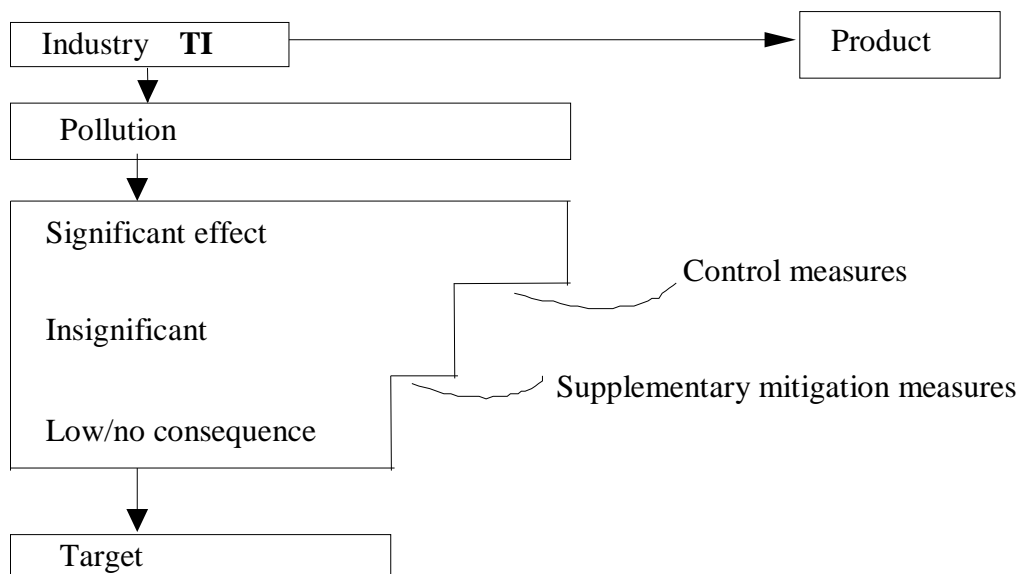 Industry TI
Product
Pollution
Significant effect
Control measures
Insignificant
Supplementary mitigation measures
Low/no consequence
Target